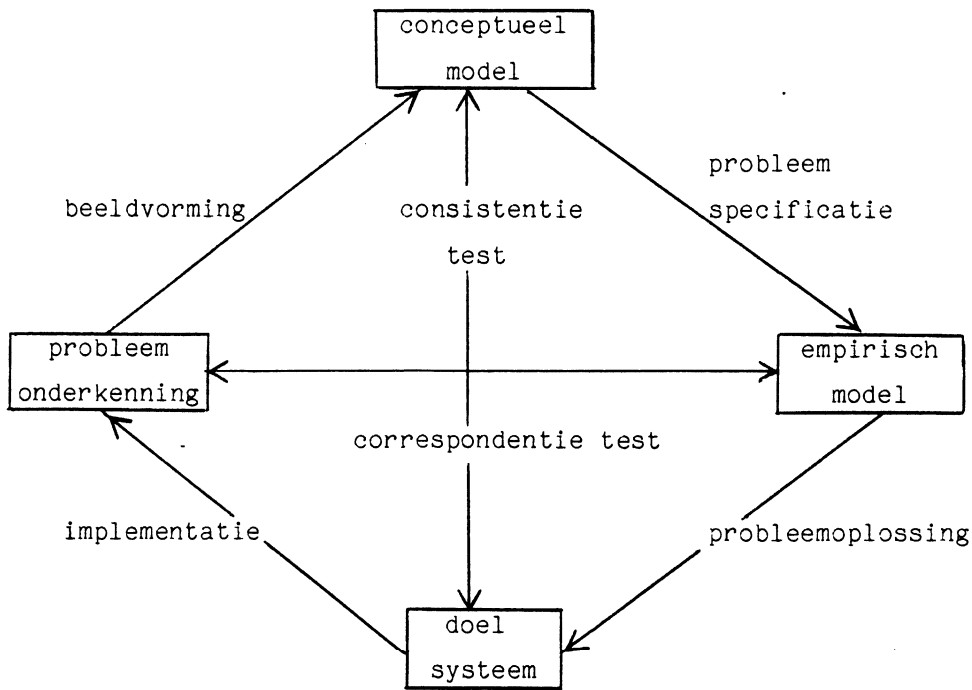 conceptueel
model
probleem
beeldvorming
consistentie
specificatie
test
probleem
onderkenning
empirisch
model
correspondentie test
implementatie
probleemoplossing
doel
systeem